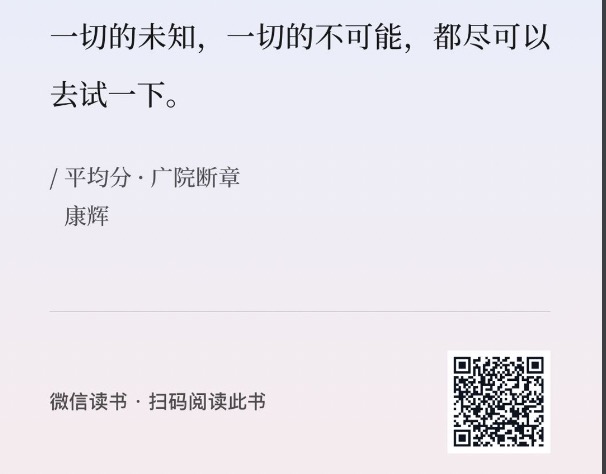 一切的未知，一切的不可能，都尽可以
去试一下。
/ 平均分 · 广院断章
康辉
微信读书 · 扫码阅读此书